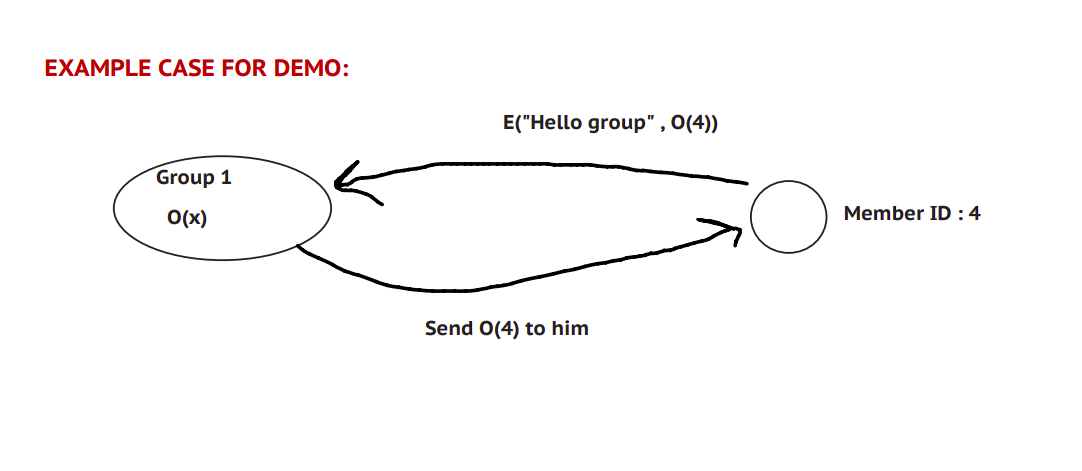 EXAMPLE CASE FOR DEMO:
E("Hello group" , O(4))
Group 1
O(x)
Member ID : 4
Send O(4) to him